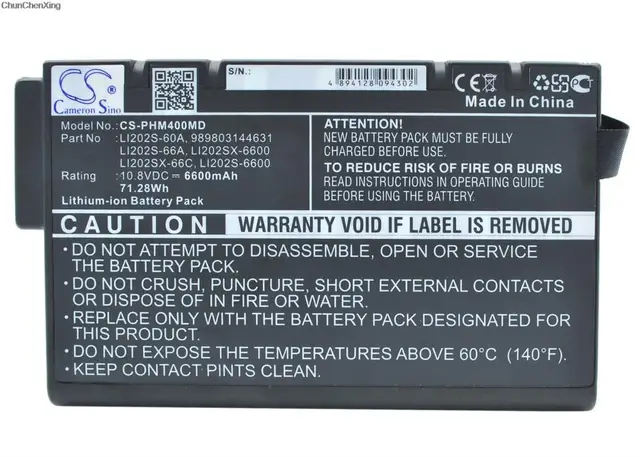 ChunChenXing
CS
Cameron Sino
S/N.:
4 894128 094302
CE
Made In China
Model No.: CS-PHM400MD
Part No : LI202S-60A, 989803144631
LI202S-66A, LI202SX-6600
LI202SX-66C, LI202S-6600
Rating : 10.8VDC ⎓ 6600mAh
71.28Wh
Lithium-ion Battery Pack
ATTENTION!
NEW BATTERY PACK MUST BE CHARGED BEFORE USE.
TO REDUCE RISK OF FIRE OR BURNS
READ INSTRUCTIONS IN OPERATING GUIDE
BEFORE USING BATTERY PACK.
CAUTION
WARRANTY VOID IF LABEL IS REMOVED
• DO NOT ATTEMPT TO DISASSEMBLE, OPEN OR SERVICE
THE BATTERY PACK.
• DO NOT CRUSH, PUNCTURE, SHORT EXTERNAL CONTACTS
OR DISPOSE OF IN FIRE OR WATER.
• REPLACE ONLY WITH THE BATTERY PACK DESIGNATED FOR
THIS PRODUCT.
• DO NOT EXPOSE THE TEMPERATURES ABOVE 60°C (140°F).
• KEEP CONTACT PINTS CLEAN.